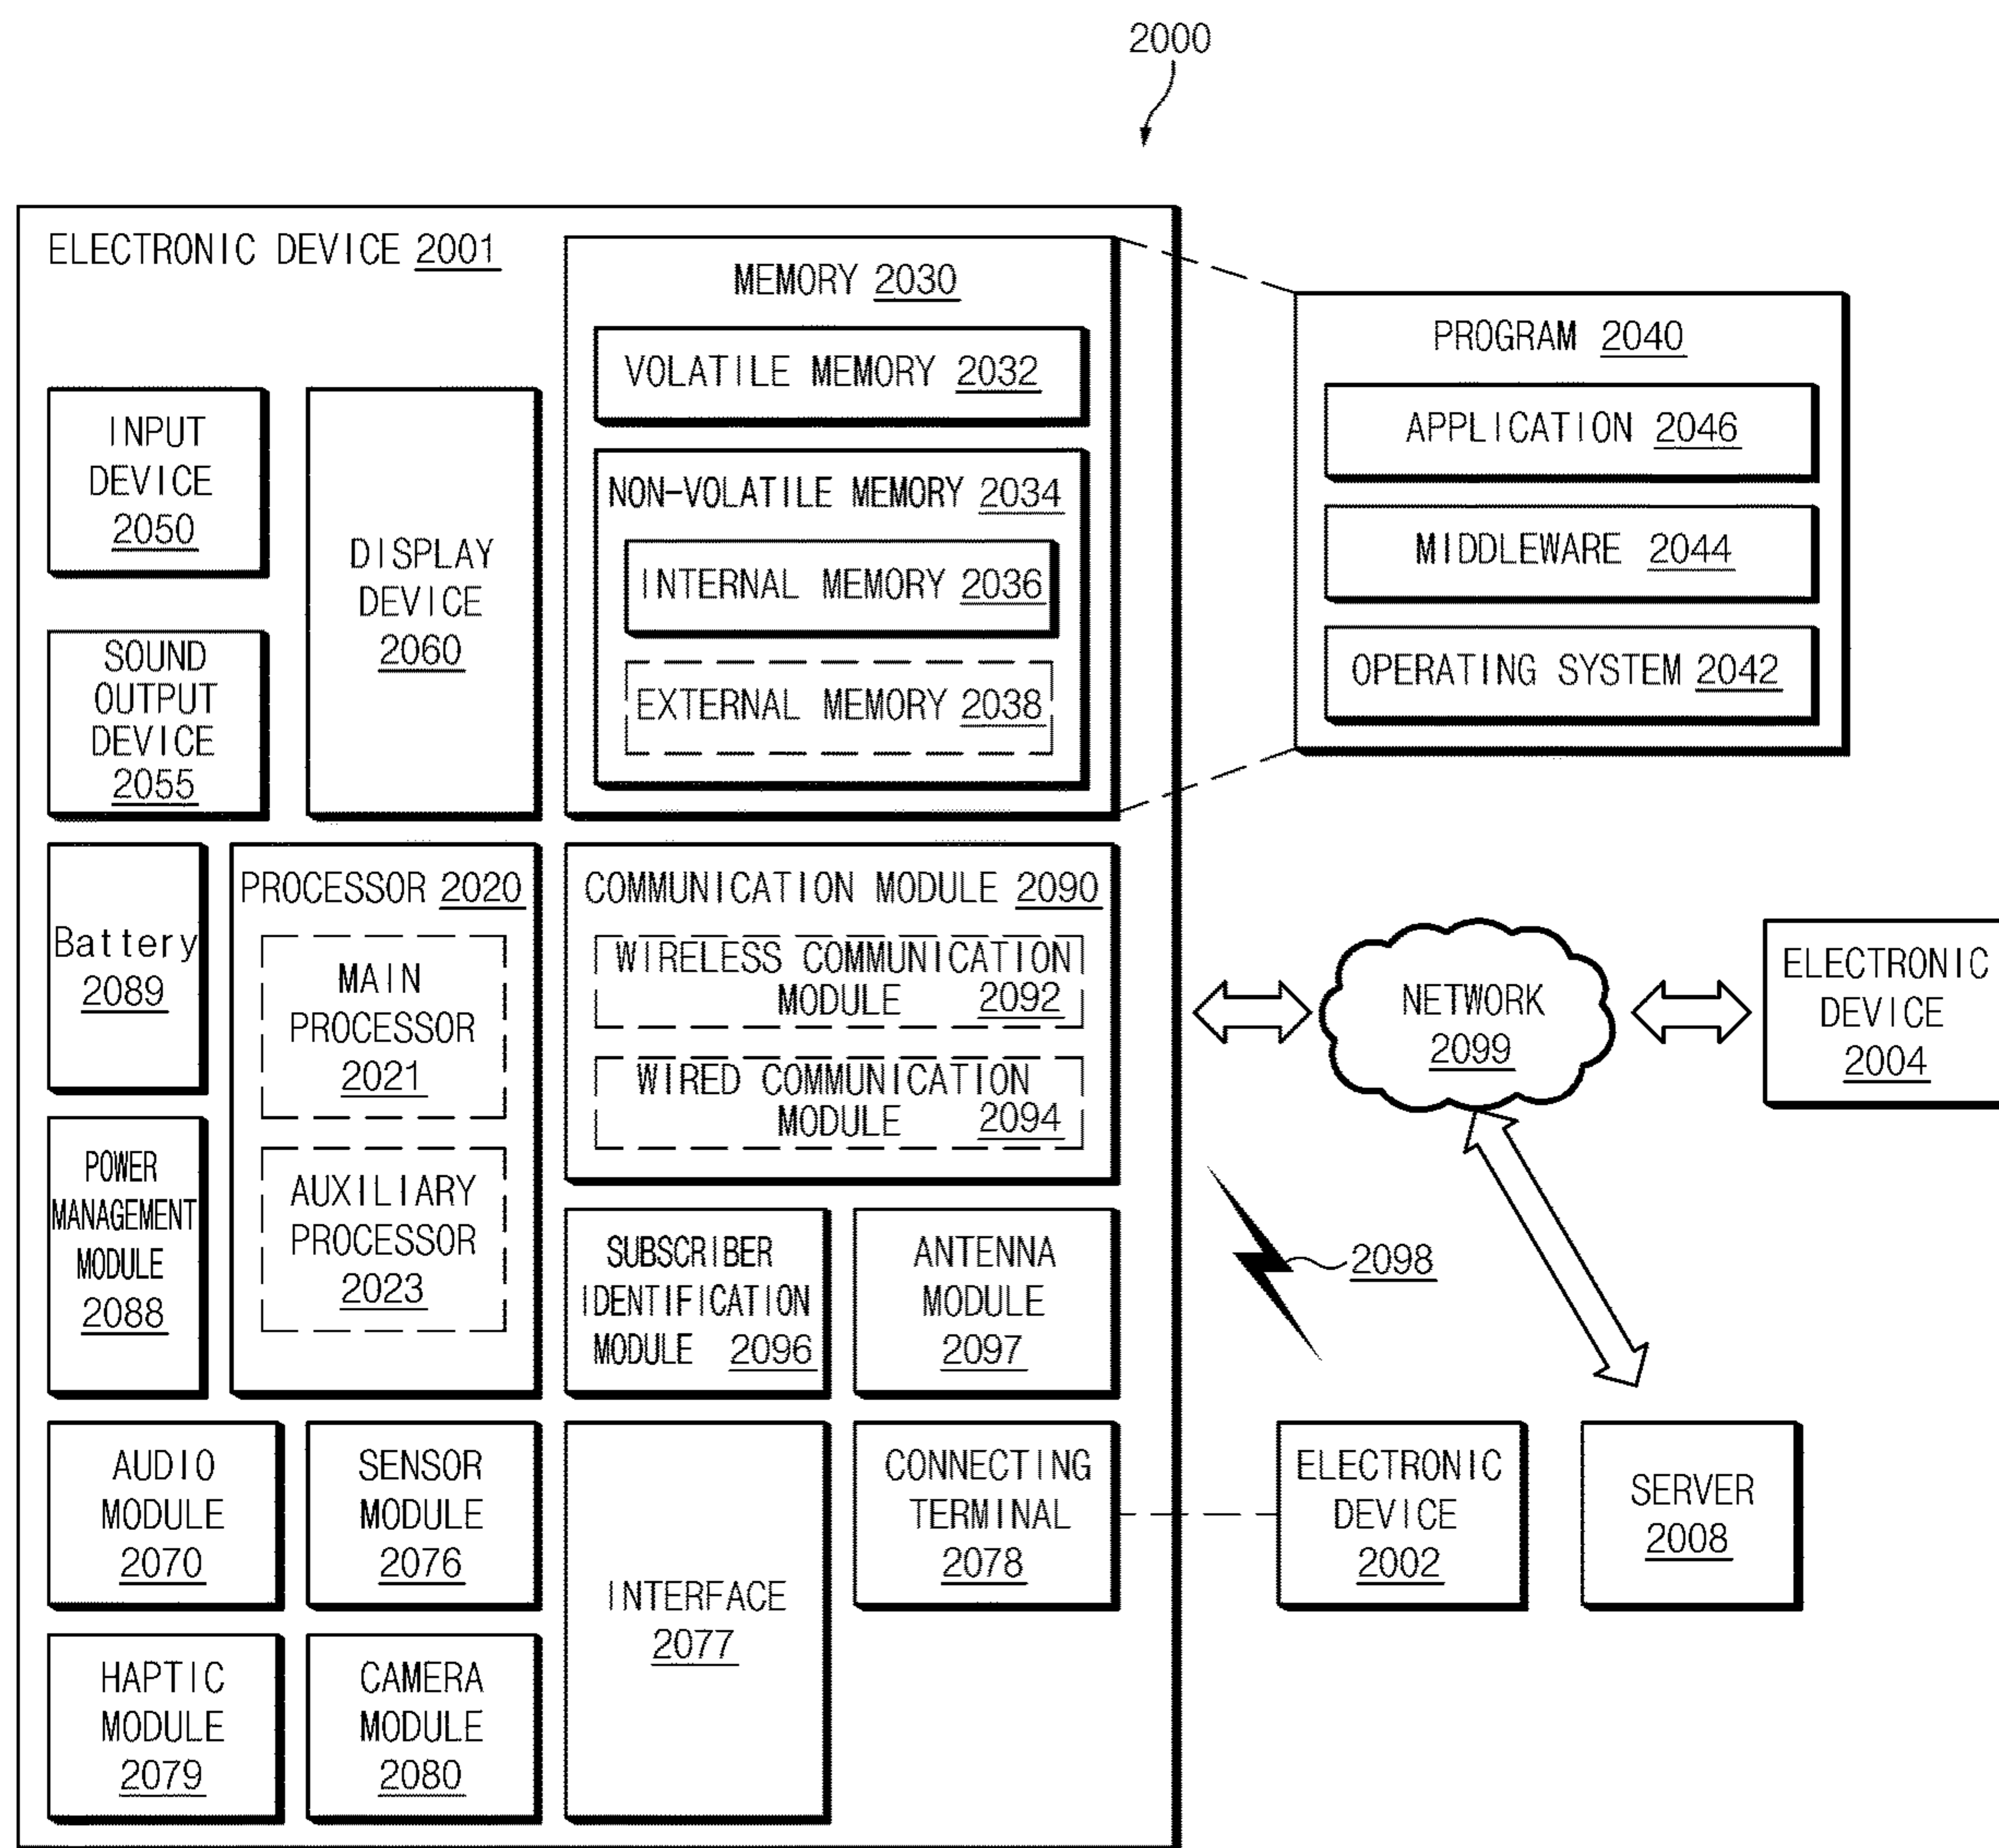 2000
ELECTRONIC DEVICE 2001
MEMORY 2030
VOLATILE MEMORY 2032
NON-VOLATILE MEMORY 2034
INTERNAL MEMORY 2036
EXTERNAL MEMORY 2038
PROGRAM 2040
APPLICATION 2046
MIDDLEWARE 2044
OPERATING SYSTEM 2042
INPUT
DEVICE
2050
SOUND
OUTPUT
DEVICE
2055
DISPLAY
DEVICE
2060
Battery
2089
POWER
MANAGEMENT
MODULE
2088
PROCESSOR 2020
MAIN
PROCESSOR
2021
AUXILIARY
PROCESSOR
2023
COMMUNICATION MODULE 2090
WIRELESS COMMUNICATION
MODULE 2092
WIRED COMMUNICATION
MODULE 2094
SUBSCRIBER
IDENTIFICATION
MODULE 2096
ANTENNA
MODULE
2097
NETWORK
2099
ELECTRONIC
DEVICE
2004
2098
AUDIO
MODULE
2070
SENSOR
MODULE
2076
INTERFACE
2077
CONNECTING
TERMINAL
2078
ELECTRONIC
DEVICE
2002
SERVER
2008
HAPTIC
MODULE
2079
CAMERA
MODULE
2080